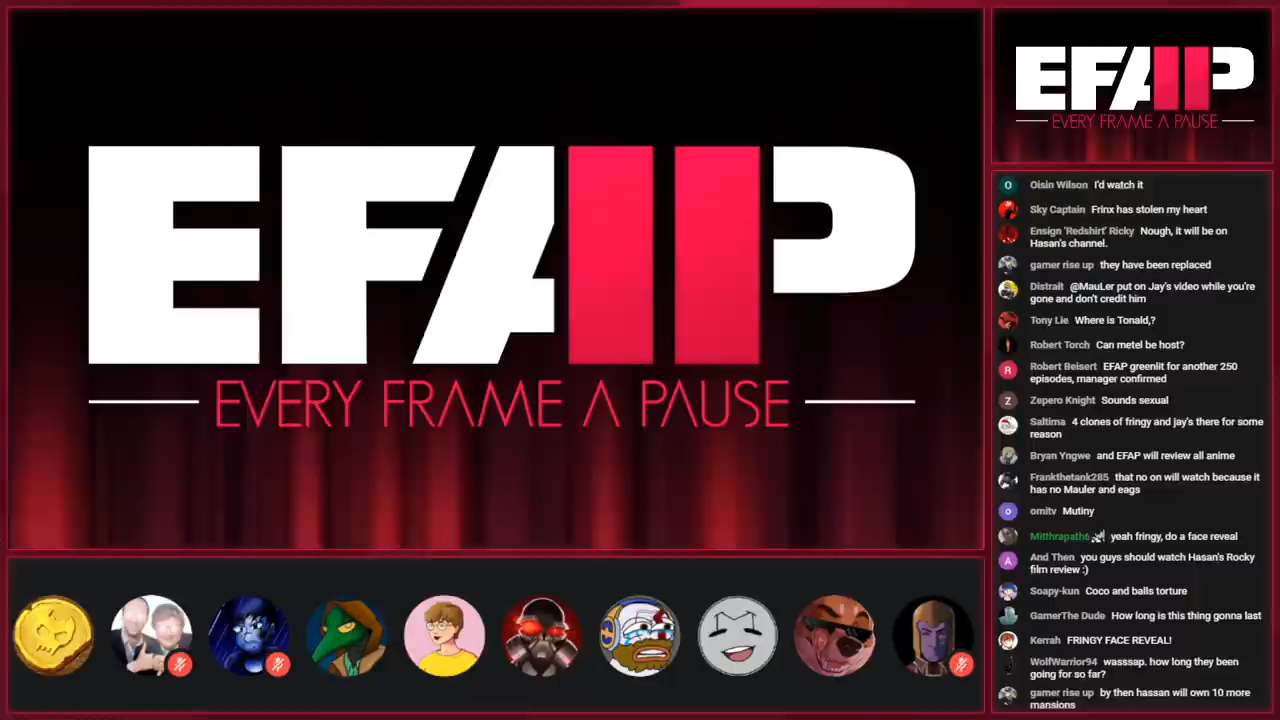 EFAP
EVERY FRAME A PAUSE
EFAP
EVERY FRAME A PAUSE
O Oisin Wilson I'd watch it
Sky Captain Frinx has stolen my heart
Ensign 'Redshirt' Ricky Nough, it will be on
Hasan's channel.
gamer rise up they have been replaced
Distrait @MauLer put on Jay's video while you're
gone and don't credit him
Tony Lie Where is Tonald,?
Robert Torch Can metel be host?
R Robert Beisert EFAP greenlit for another 250
episodes, manager confirmed
Z Zepero Knight Sounds sexual
Saltima 4 clones of fringy and jay's there for some
reason
Bryan Yngwe and EFAP will review all anime
Frankthetank285 that no on will watch because it
has no Mauler and eags
o omitv Mutiny
Mitthrapath6 yeah fringy, do a face reveal
A And Then you guys should watch Hasan's Rocky
film review :)
Soapy-kun Coco and balls torture
GamerThe Dude How long is this thing gonna last
Kerrah FRINGY FACE REVEAL!
WolfWarrior94 wasssap. how long they been
going for so far?
gamer rise up by then hassan will own 10 more
mansions